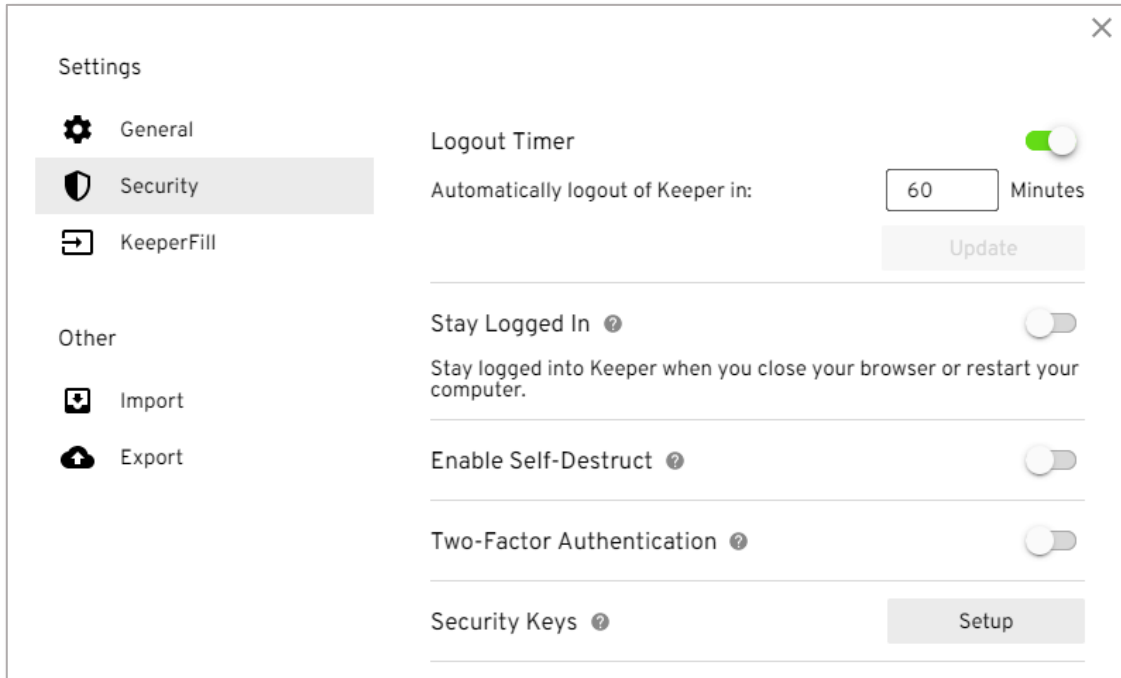 Settings
General
Security
KeeperFill
Other
Import
Export
Logout Timer
Automatically logout of Keeper in: 60 Minutes
Update
Stay Logged In
Stay logged into Keeper when you close your browser or restart your
computer.
Enable Self-Destruct
Two-Factor Authentication
Security Keys Setup